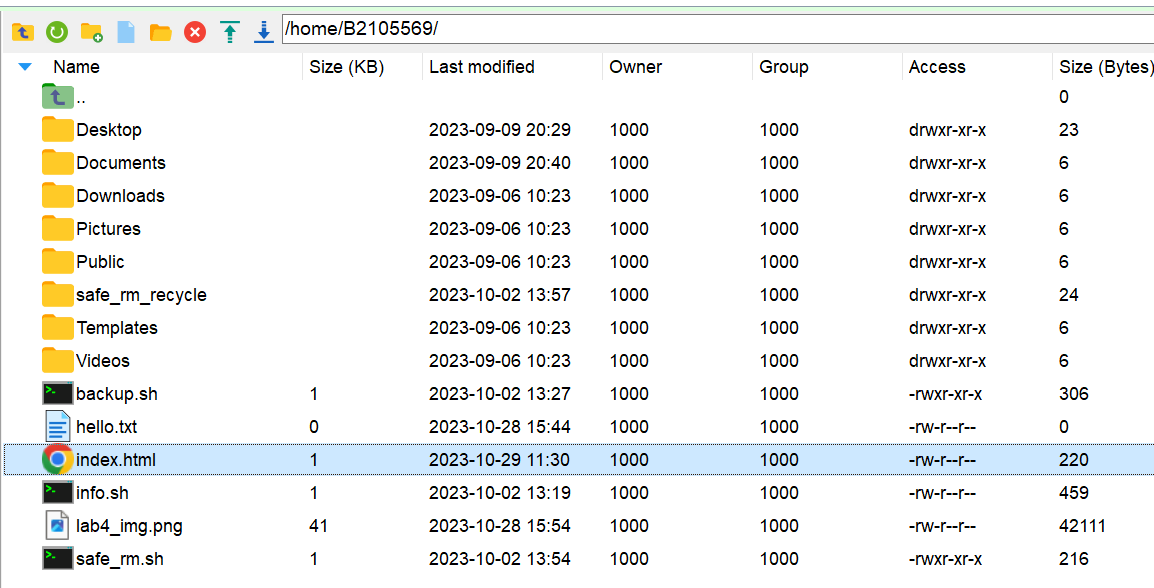 /home/B2105569/
Name Size (KB) Last modified Owner Group Access Size (Bytes)
.. 0
Desktop 2023-09-09 20:29 1000 1000 drwxr-xr-x 23
Documents 2023-09-09 20:40 1000 1000 drwxr-xr-x 6
Downloads 2023-09-06 10:23 1000 1000 drwxr-xr-x 6
Pictures 2023-09-06 10:23 1000 1000 drwxr-xr-x 6
Public 2023-09-06 10:23 1000 1000 drwxr-xr-x 6
safe_rm_recycle 2023-10-02 13:57 1000 1000 drwxr-xr-x 24
Templates 2023-09-06 10:23 1000 1000 drwxr-xr-x 6
Videos 2023-09-06 10:23 1000 1000 drwxr-xr-x 6
backup.sh 1 2023-10-02 13:27 1000 1000 -rwxr-xr-x 306
hello.txt 0 2023-10-28 15:44 1000 1000 -rw-r--r-- 0
index.html 1 2023-10-29 11:30 1000 1000 -rw-r--r-- 220
info.sh 1 2023-10-02 13:19 1000 1000 -rw-r--r-- 459
lab4_img.png 41 2023-10-28 15:54 1000 1000 -rw-r--r-- 42111
safe_rm.sh 1 2023-10-02 13:54 1000 1000 -rwxr-xr-x 216